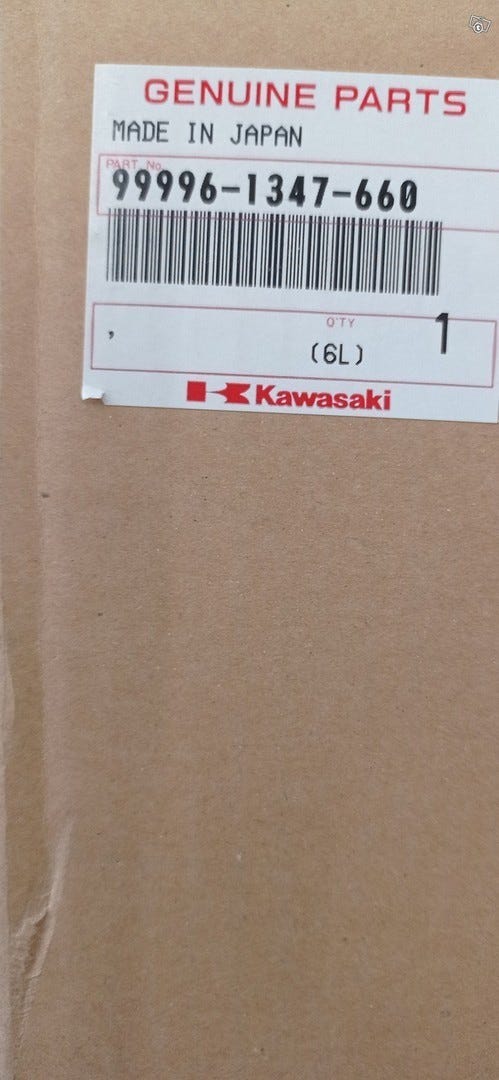 GENUINE PARTS
MADE IN JAPAN
PART No.
99996-1347-660
Q'TY
,
1
(6L)
Kawasaki